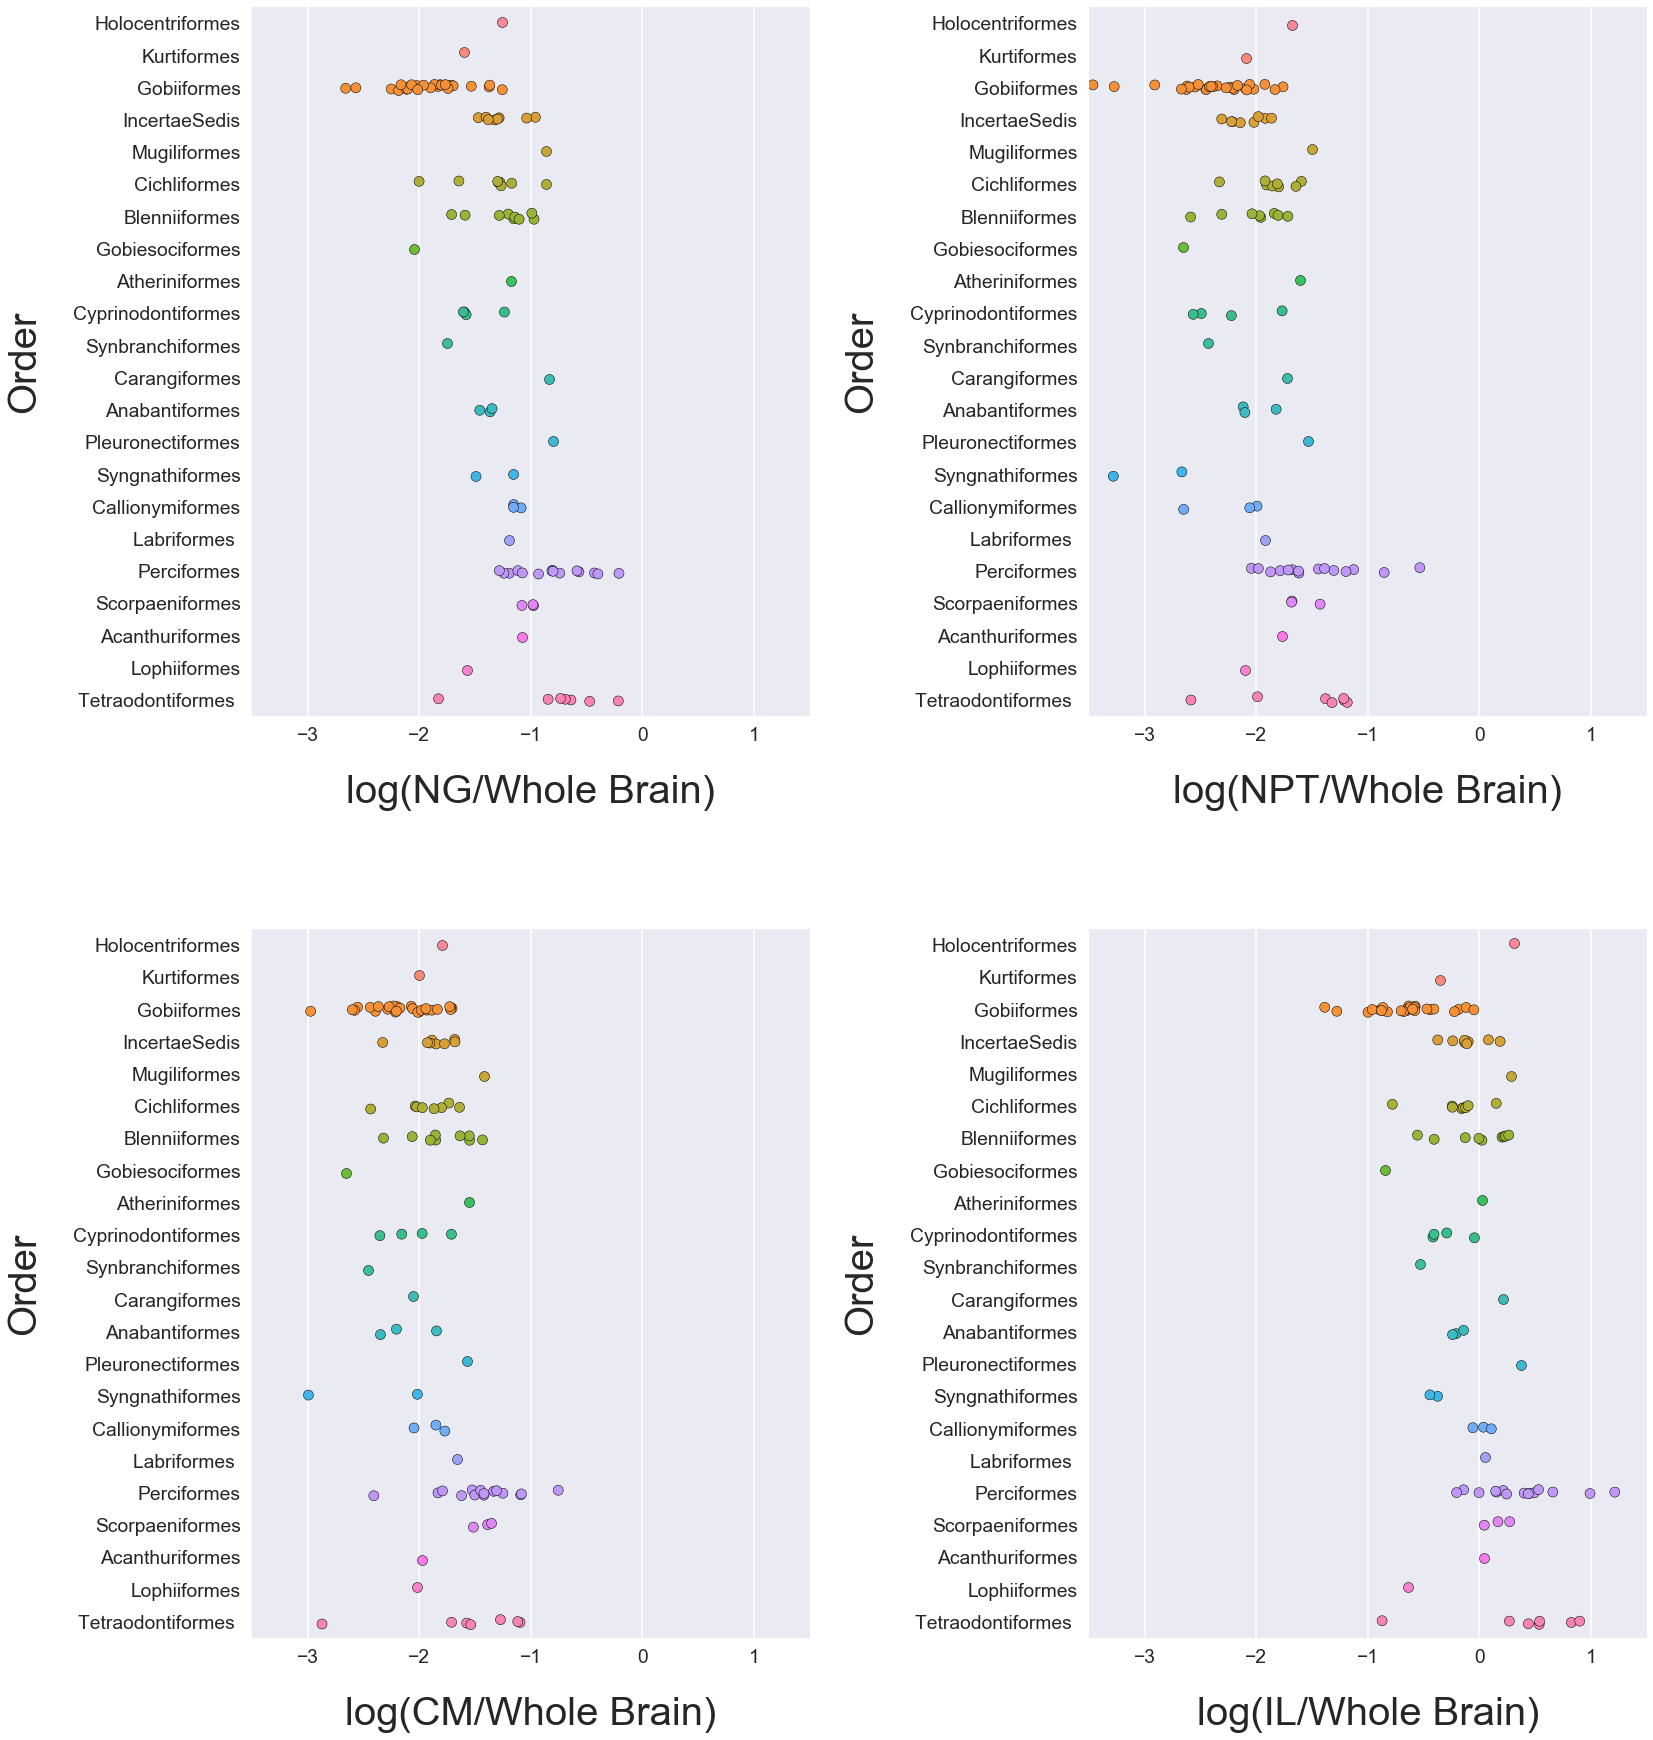 Order
Holocentriformes
Kurtiformes
Gobiiformes
IncertaeSedis
Mugiliformes
Cichliformes
Blenniiformes
Gobiesociformes
Atheriniformes
Cyprinodontiformes
Synbranchiformes
Carangiformes
Anabantiformes
Pleuronectiformes
Syngnathiformes
Callionymiformes
Labriformes
Perciformes
Scorpaeniformes
Acanthuriformes
Lophiiformes
Tetraodontiformes
−3 −2 −1 0 1
log(NG/Whole Brain)
Order
Holocentriformes
Kurtiformes
Gobiiformes
IncertaeSedis
Mugiliformes
Cichliformes
Blenniiformes
Gobiesociformes
Atheriniformes
Cyprinodontiformes
Synbranchiformes
Carangiformes
Anabantiformes
Pleuronectiformes
Syngnathiformes
Callionymiformes
Labriformes
Perciformes
Scorpaeniformes
Acanthuriformes
Lophiiformes
Tetraodontiformes
−3 −2 −1 0 1
log(NPT/Whole Brain)
Order
Holocentriformes
Kurtiformes
Gobiiformes
IncertaeSedis
Mugiliformes
Cichliformes
Blenniiformes
Gobiesociformes
Atheriniformes
Cyprinodontiformes
Synbranchiformes
Carangiformes
Anabantiformes
Pleuronectiformes
Syngnathiformes
Callionymiformes
Labriformes
Perciformes
Scorpaeniformes
Acanthuriformes
Lophiiformes
Tetraodontiformes
−3 −2 −1 0 1
log(CM/Whole Brain)
Order
Holocentriformes
Kurtiformes
Gobiiformes
IncertaeSedis
Mugiliformes
Cichliformes
Blenniiformes
Gobiesociformes
Atheriniformes
Cyprinodontiformes
Synbranchiformes
Carangiformes
Anabantiformes
Pleuronectiformes
Syngnathiformes
Callionymiformes
Labriformes
Perciformes
Scorpaeniformes
Acanthuriformes
Lophiiformes
Tetraodontiformes
−3 −2 −1 0 1
log(IL/Whole Brain)